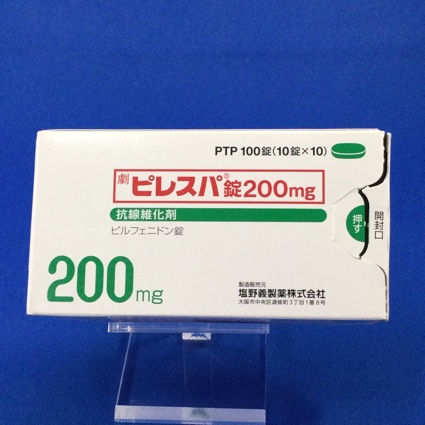 PTP 100錠(10錠×10)
劇 ピレスパ®錠200mg
抗線維化剤
ピルフェニドン錠
200mg
製造販売元
塩野義製薬株式会社
大阪市中央区道修町3丁目1番8号
押す
開封口